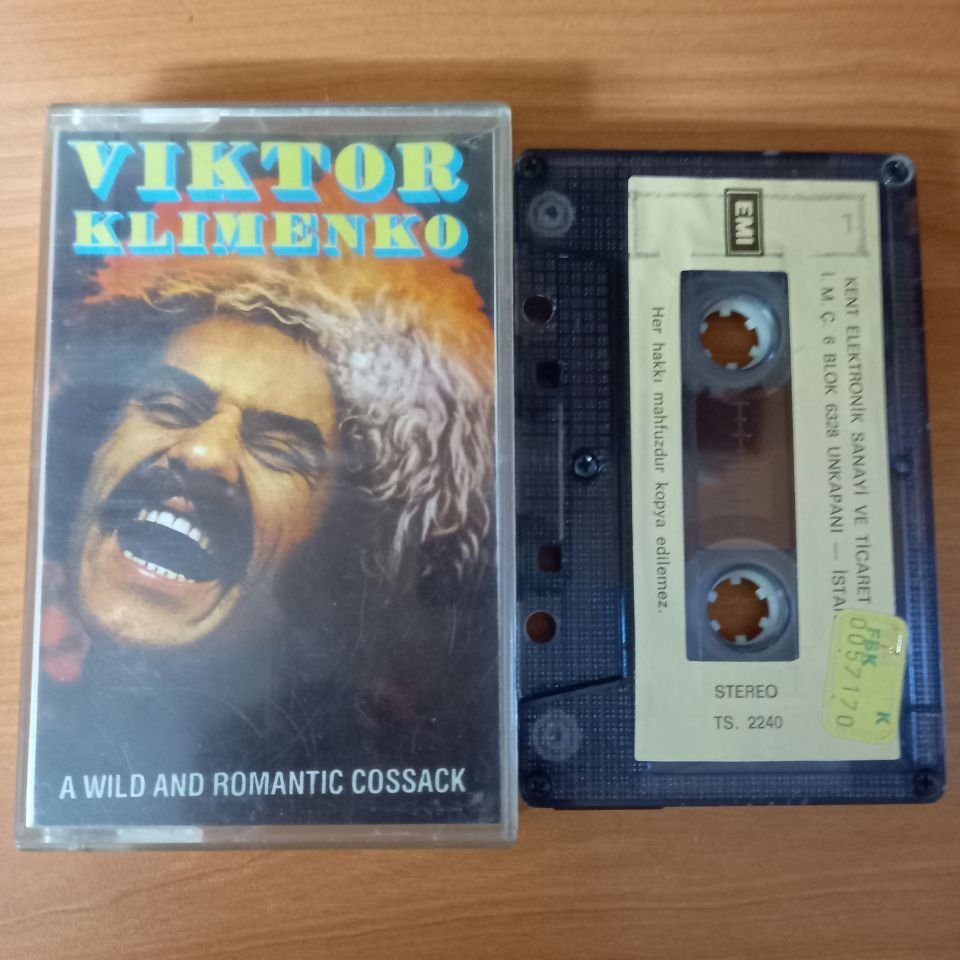 VIKTOR
KLIMENKO
A WILD AND ROMANTIC COSSACK
EMI
1
KENT ELEKTRONİK SANAYİ VE TİCARET
İ. M. Ç. 6 BLOK 6328 UNKAPANI — İSTAN
Her hakkı mahfuzdur kopya edilemez.
STEREO
TS. 2240
FBK K
0057170